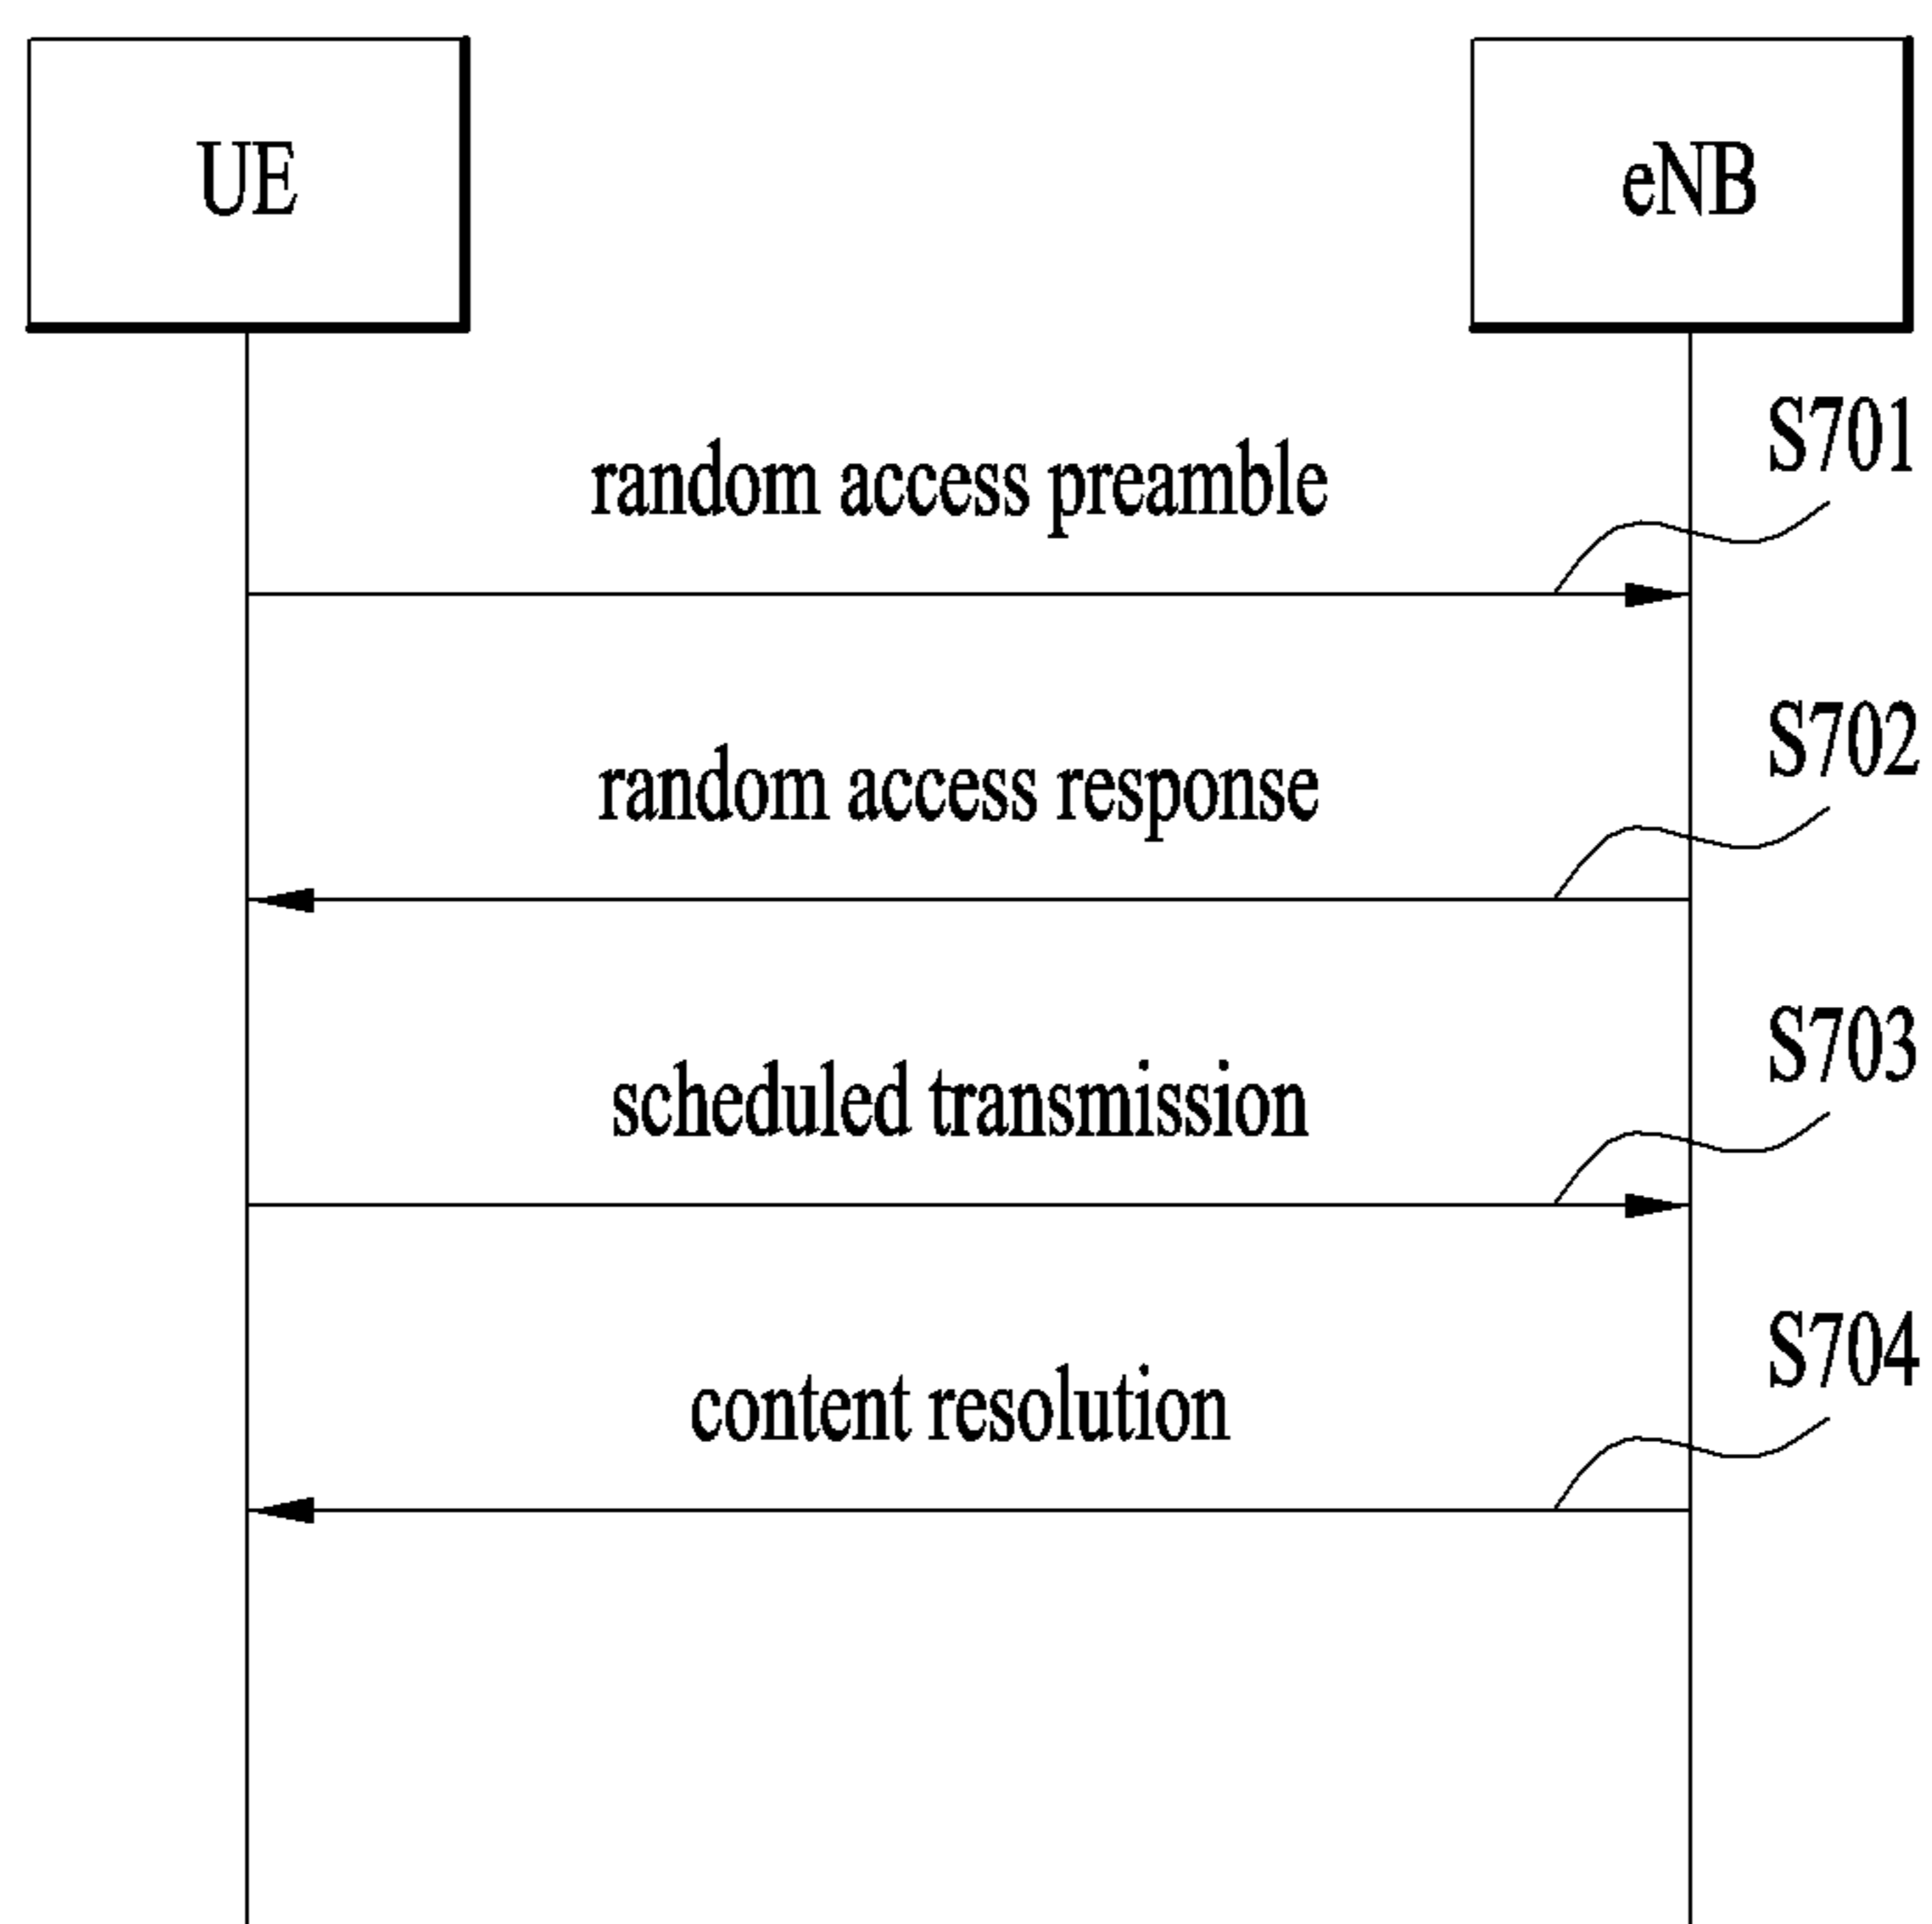 UE
eNB
S701
random access preamble
S702
random access response
S703
scheduled transmission
S704
content resolution